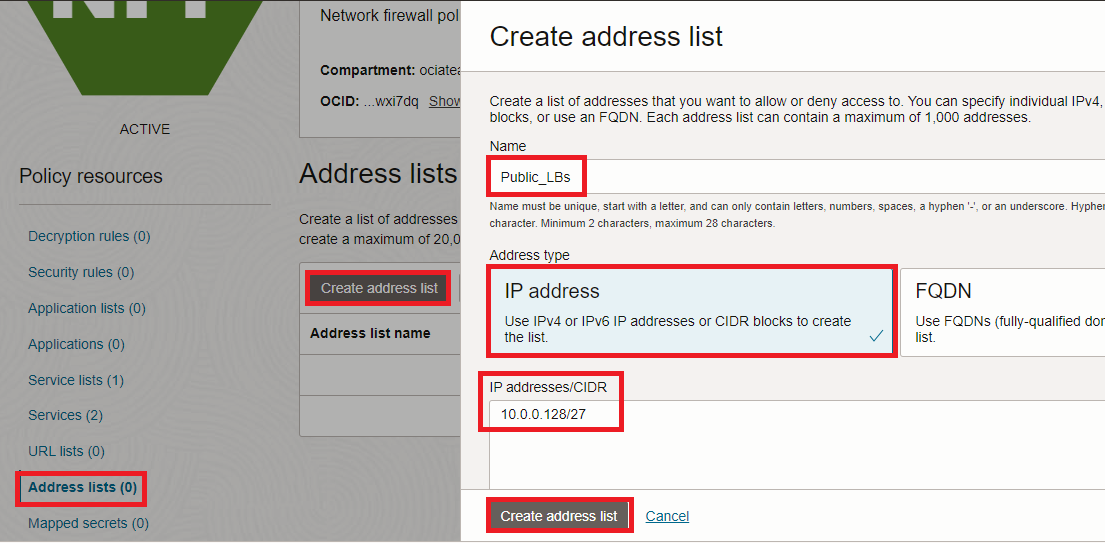 ACTIVE
Policy resources
Decryption rules (0)
Security rules (0)
Application lists (0)
Applications (0)
Service lists (1)
Services (2)
URL lists (0)
Address lists (0)
Mapped secrets (0)
Network firewall pol
Compartment: ociatea
OCID: ...wxi7dq Show
Address lists
Create a list of addresses
create a maximum of 20,0
Create address list
Address list name
Create address list
Create a list of addresses that you want to allow or deny access to. You can specify individual IPv4,
blocks, or use an FQDN. Each address list can contain a maximum of 1,000 addresses.
Name
Public_LBs
Name must be unique, start with a letter, and can only contain letters, numbers, spaces, a hyphen '-', or an underscore. Hyphen
character. Minimum 2 characters, maximum 28 characters.
Address type
IP address
Use IPv4 or IPv6 IP addresses or CIDR blocks to create
the list.
FQDN
Use FQDNs (fully-qualified dor
list.
IP addresses/CIDR
10.0.0.128/27
Create address list Cancel